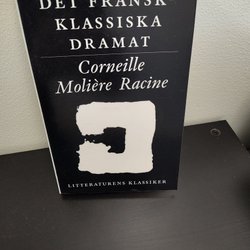 DET FRANSK-
KLASSISKA
DRAMAT
Corneille
Molière Racine
LITTERATURENS KLASSIKER